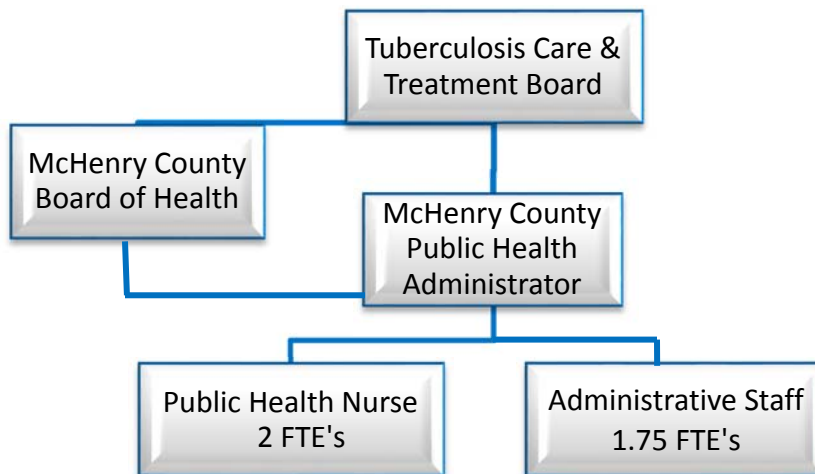 Tuberculosis Care &
Treatment Board
McHenry County
Board of Health
McHenry County
Public Health
Administrator
Public Health Nurse
2 FTE's
Administrative Staff
1.75 FTE's